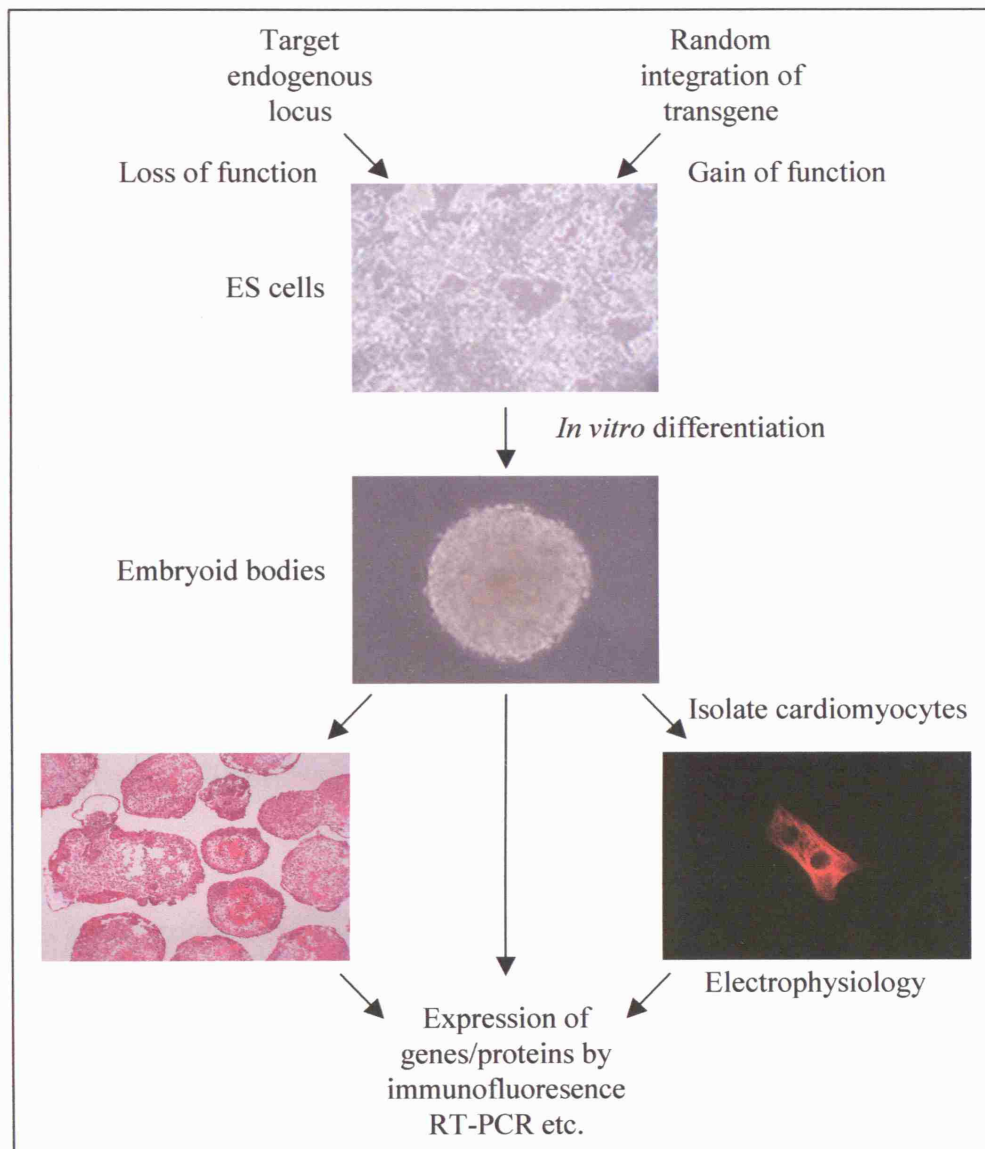 Target
endogenous
locus
Random
integration of
transgene
Loss of function
Gain of function
ES cells
In vitro differentiation
Embryoid bodies
Isolate cardiomyocytes
Electrophysiology
Expression of
genes/proteins by
immunofluoresence
RT-PCR etc.